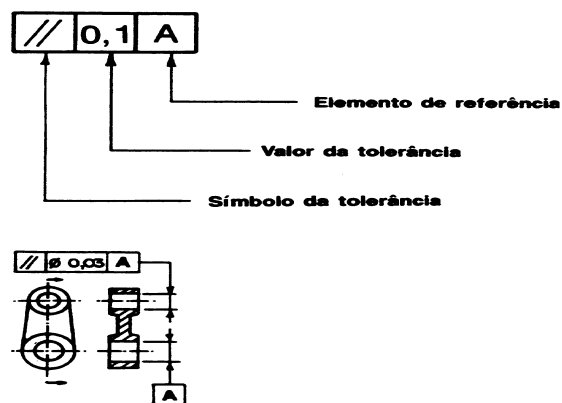 // 0,1 A
Elemento de referência
Valor da tolerância
Símbolo da tolerância
// Ø 0,03 A
A